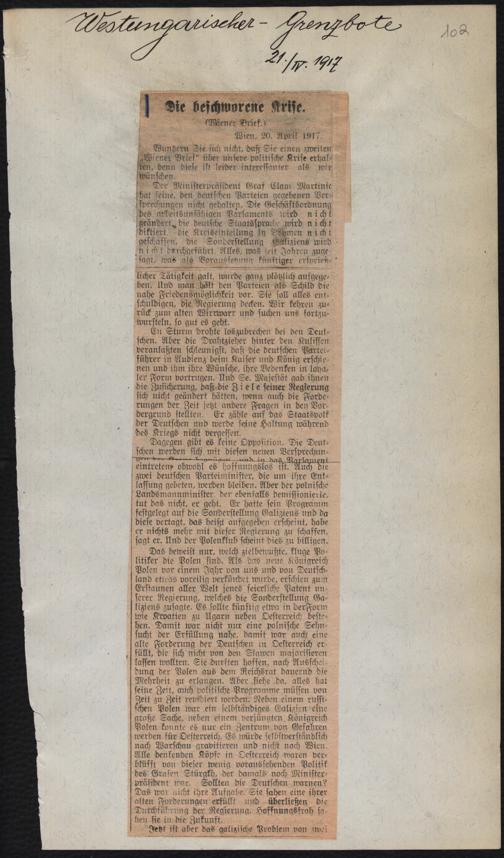 Westungarischer - Grenzbote
102
21./IV. 1917
Die beschworene Krise.
(Wiener Brief.)
Wien, 20. April 1917.
Wundern Sie sich nicht, daß Sie einen zweiten
„Wiener Brief" über unsere politische Krise erhal-
ten, denn diese ist leider interessanter als wir
wünschen.
Der Ministerpräsident Graf Clam Martinic
hat seine, den deutschen Parteien gegebenen Ver-
sprechungen nicht gehalten. Die Geschäftsordnung
des arbeitsunfähigen Parlaments wird nicht
geändert, die deutsche Staatssprache wird nicht
diktiert, die Kreiseinteilung in Böhmen nicht
geschaffen, die Sonderstellung Galiziens wird
nicht durchgeführt. Alles, was seit Jahren zuge-
sagt, was als Voraussetzung künftiger ersprieß-
licher Tätigkeit galt, wurde ganz plötzlich aufgege-
ben. Und man hält den Parteien als Schild die
nahe Friedensmöglichkeit vor. Sie soll alles ent-
schuldigen, die Regierung decken. Wir kehren zu-
rück zum alten Wirrwarr und suchen uns fortzu-
wursteln, so gut es geht.
Ein Sturm drohte loszubrechen bei den Deut-
schen. Aber die Drahtzieher hinter den Kulissen
veranlaßten schleunigst, daß die deutschen Partei-
führer in Audienz beim Kaiser und König erschie-
nen und ihm ihre Wünsche, ihre Bedenken in loya-
ler Form vortrugen. Und Se. Majestät gab ihnen
die Zusicherung, daß die Ziele seiner Regierung
sich nicht geändert hätten, wenn auch die Forde-
rungen der Zeit jetzt andere Fragen in den Vor-
dergrund stellten. Er zähle auf das Staatsvolk
der Deutschen und werde seine Haltung während
des Kriegs nicht vergessen.
Dagegen gibt es keine Opposition. Die Deut-
schen werden sich mit diesen neuen Versprechun-
gen der Krone begnügen und in das Parlament
eintreten, obwohl es hoffnungslos ist. Auch die
zwei deutschen Parteiminister, die um ihre Ent-
lassung gebeten, werden bleiben. Aber der polnische
Landsmannminister, der ebenfalls demissionierte,
tut das nicht, er geht. Er hatte sein Programm
festgelegt auf die Sonderstellung Galiziens und da
diese vertagt, das heißt aufgegeben erscheint, habe
er nichts mehr mit dieser Regierung zu schaffen,
sagt er. Und der Polenklub scheint dies zu billigen.
Das beweist nur, welch zielbewußte, kluge Po-
litiker die Polen sind. Als das neue Königreich
Polen vor einem Jahr von uns und von Deutsch-
land etwas voreilig verkündet wurde, erschien zum
Erstaunen aller Welt jenes feierliche Patent un-
serer Regierung, welches die Sonderstellung Ga-
liziens zusagte. Es sollte künftig etwa in der Form
wie Kroatien zu Ungarn neben Oesterreich beste-
hen. Damit war nicht nur eine polnische Sehn-
sucht der Erfüllung nahe, damit war auch eine
alte Forderung der Deutschen in Oesterreich er-
füllt, die sich nicht von den Slawen majorisieren
lassen wollten. Sie durften hoffen, nach Ausschei-
dung der Polen aus dem Reichsrat dauernd die
Mehrheit zu erlangen. Aber siehe da, alles hat
seine Zeit, auch politische Programme müssen von
Zeit zu Zeit revidiert werden. Neben einem russi-
schen Polen war ein selbständiges Galizien eine
große Sache, neben einem verjüngten Königreich
Polen konnte es nur ein Zentrum von Gefahren
werden für Oesterreich. Es würde selbstverständlich
nach Warschau gravitieren und nicht nach Wien.
Alle denkenden Köpfe in Oesterreich waren ver-
blüfft von dieser wenig voraussehenden Politik
des Grafen Stürgkh, der damals noch Minister-
präsident war. Sollten die Deutschen warnen?
Das war nicht ihre Aufgabe. Sie sahen eine ihrer
alten Forderungen erfüllt und überließen die
Durchführung der Regierung. Hoffnungsfroh sa-
hen sie in die Zukunft.
Jetzt ist aber das galizische Problem von zwei